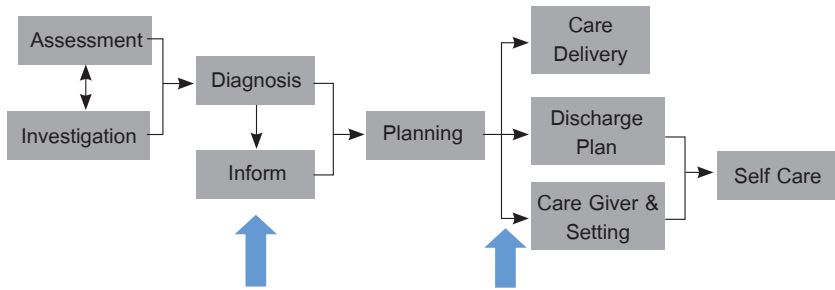 Assessment
Investigation
Diagnosis
Inform
Planning
Care
Delivery
Discharge
Plan
Care Giver &
Setting
Self Care